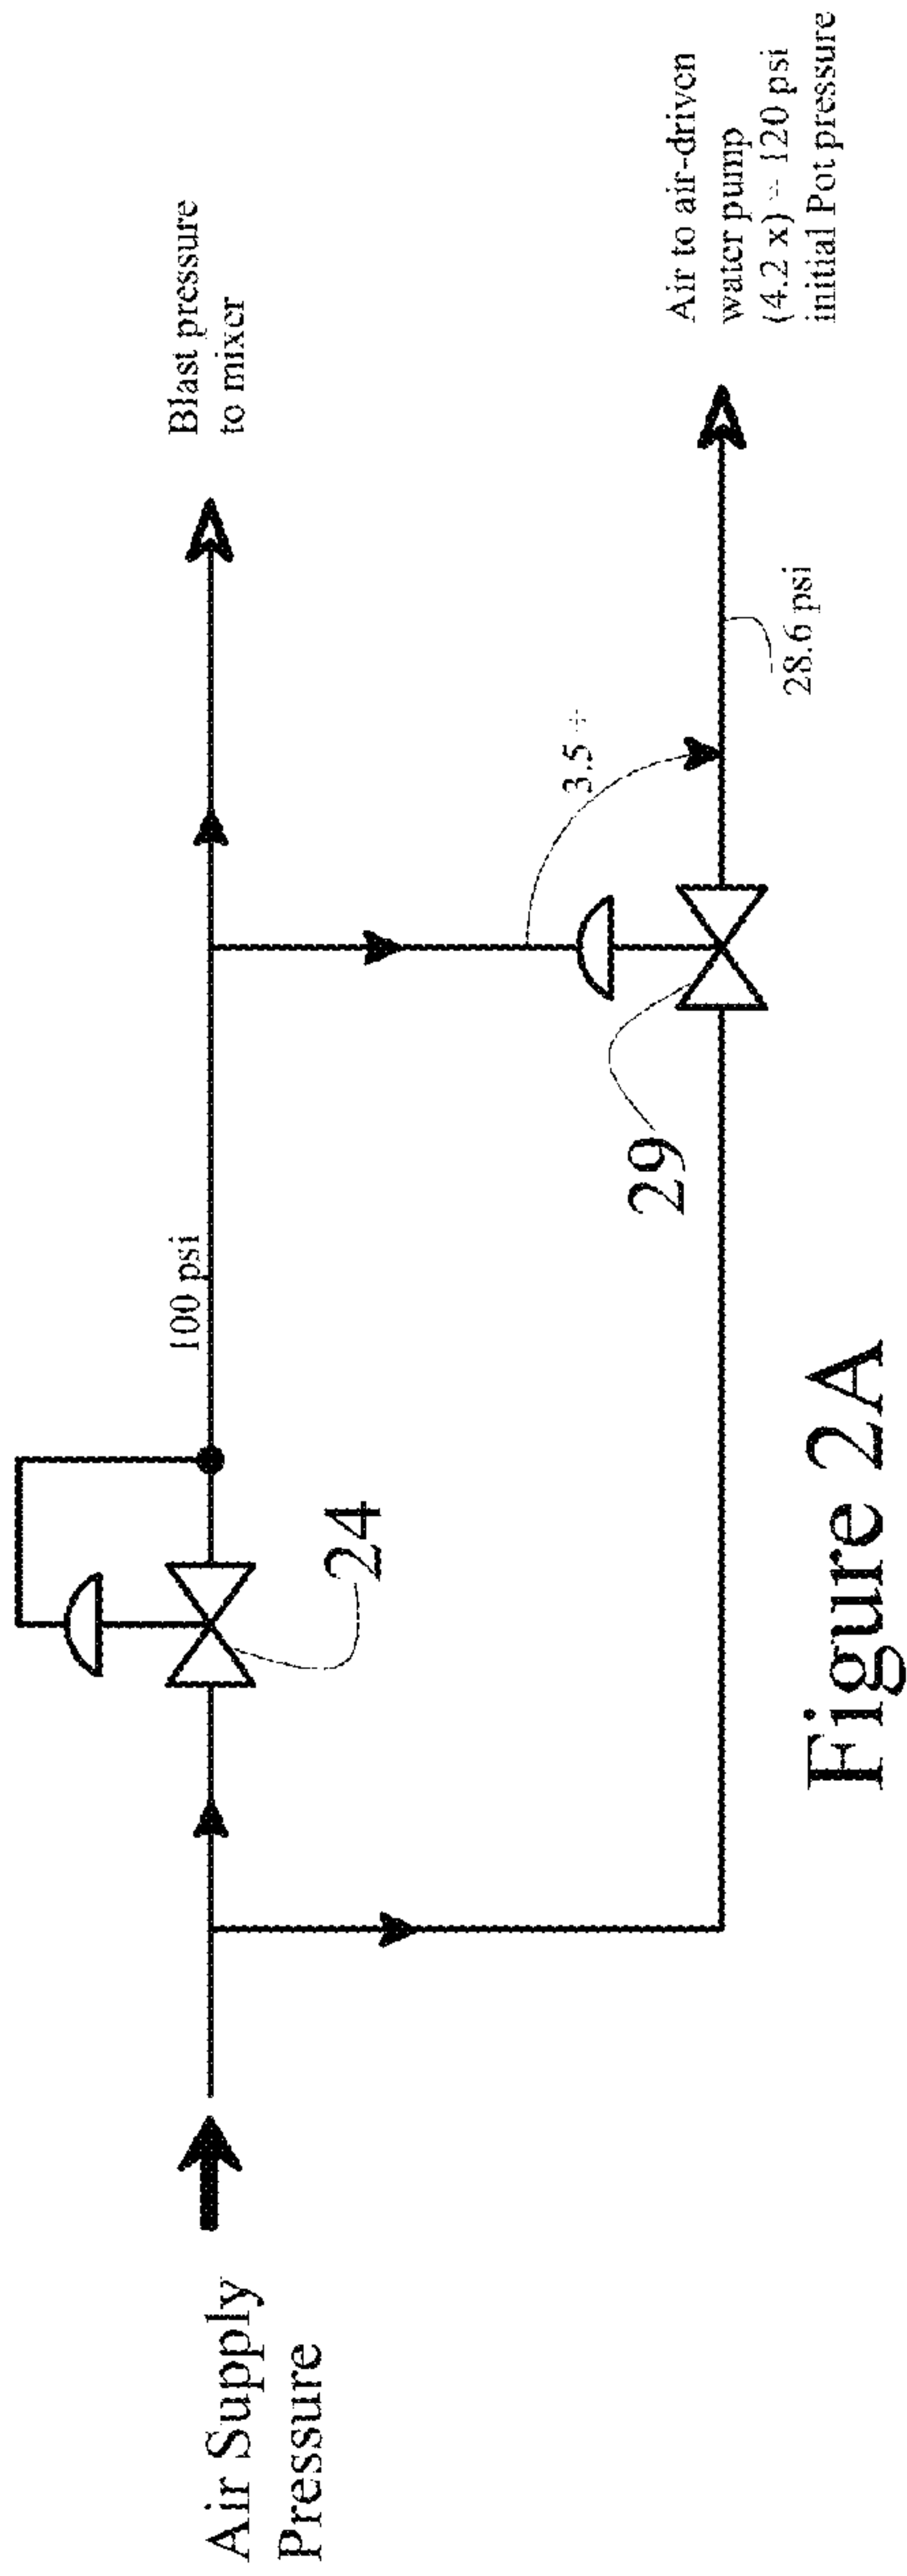 Air Supply
Pressure
24
100 psi
Blast pressure
to mixer
29
3.5 ÷
28.6 psi
Air to air-driven
water pump
(4.2 x) = 120 psi
initial Pot pressure
Figure 2A